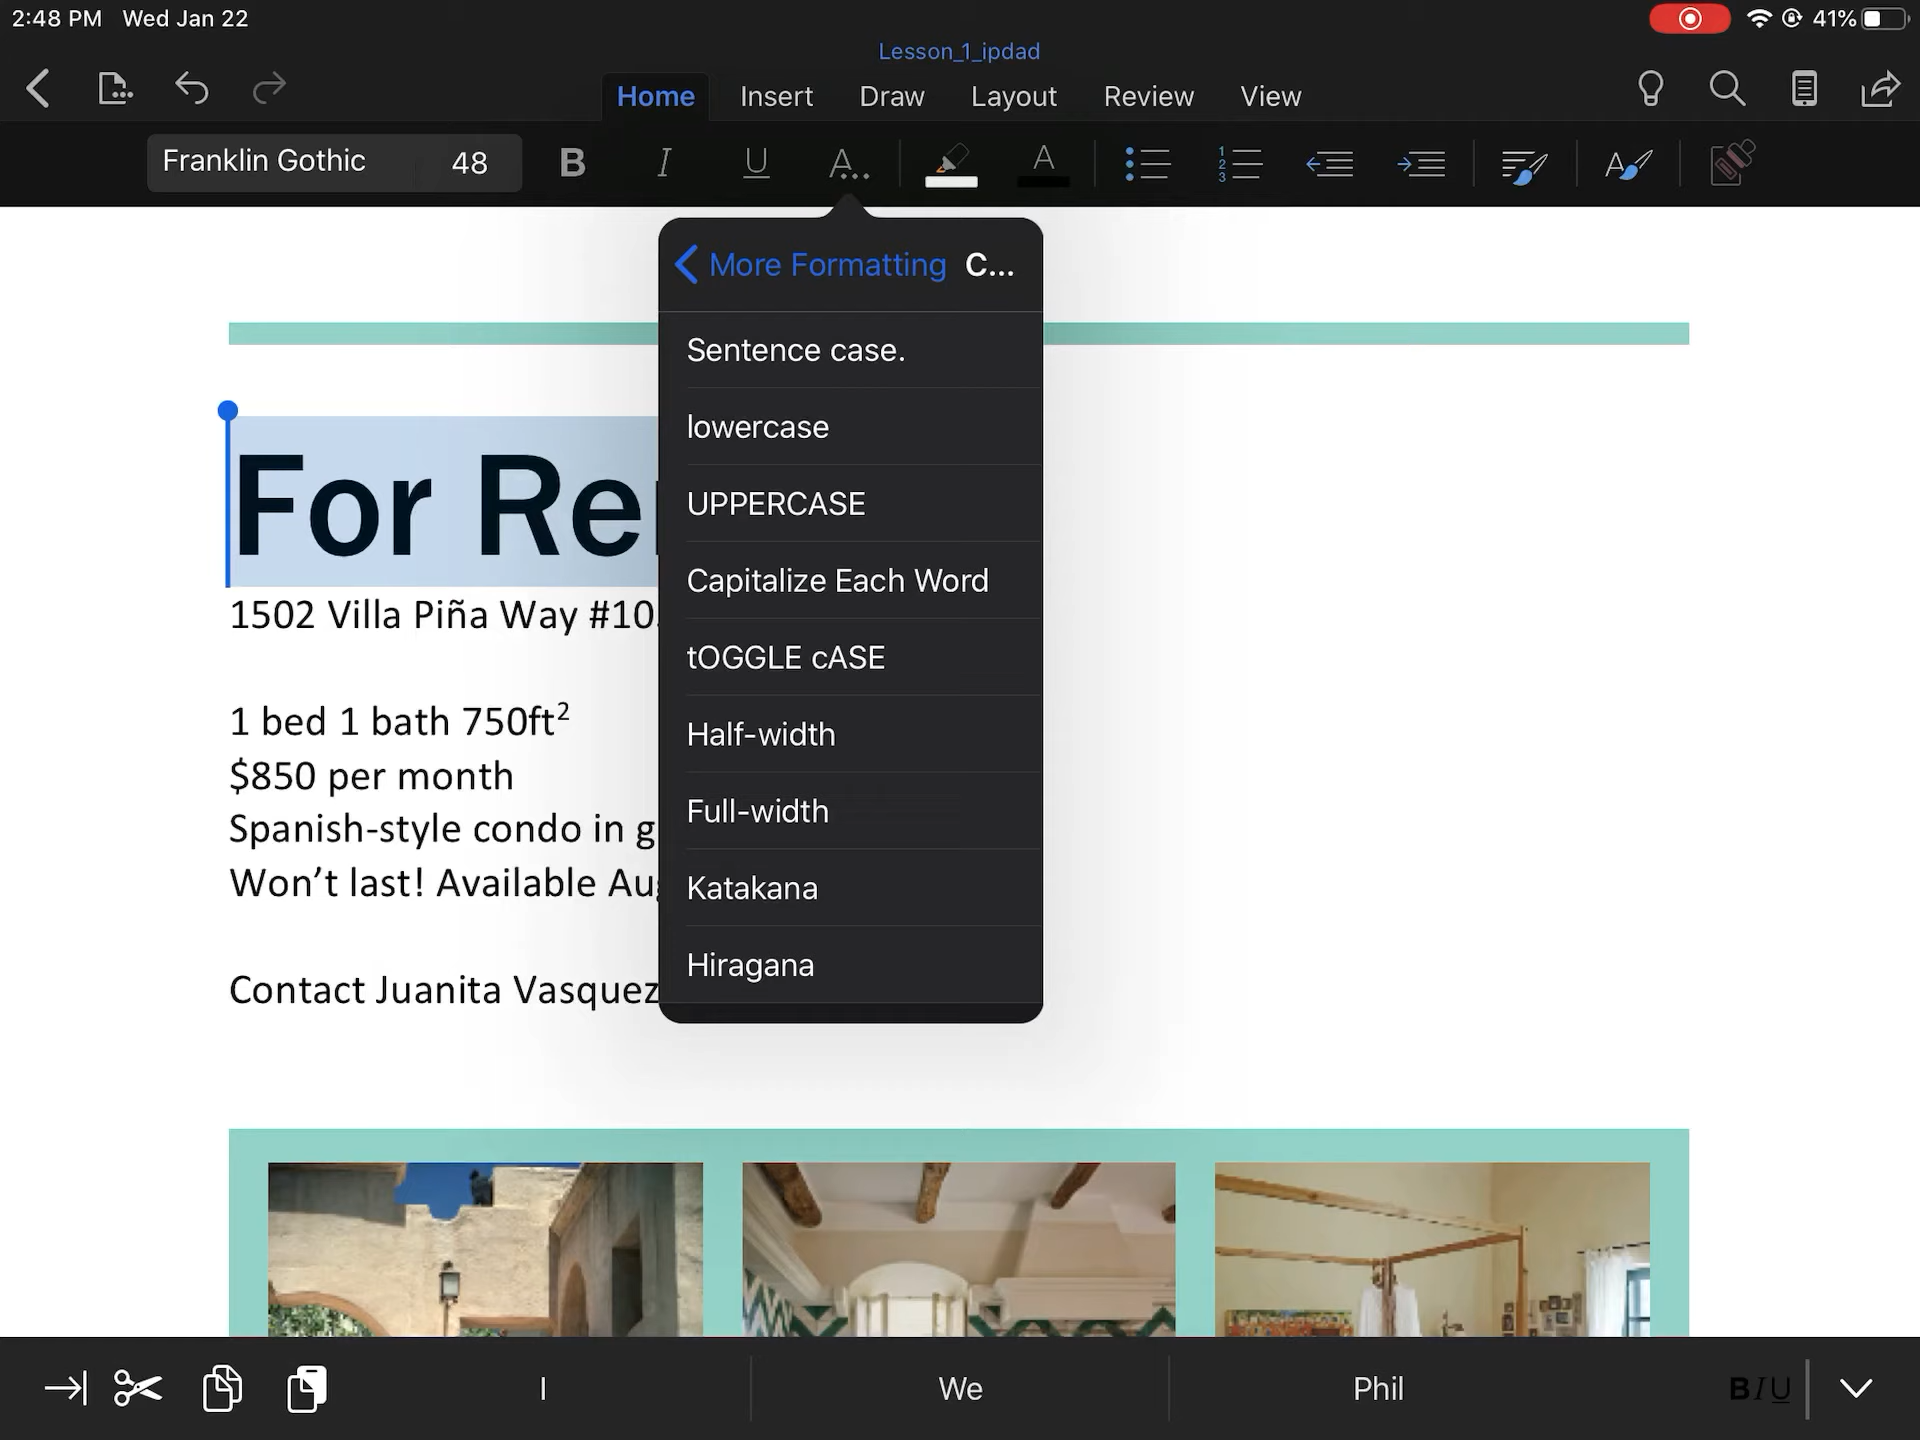 2:48 PM Wed Jan 22
41%
Lesson_1_ipdad
Home Insert Draw Layout Review View
Franklin Gothic 48 B I U A... A
More Formatting C...
Sentence case.
lowercase
UPPERCASE
Capitalize Each Word
tOGGLE cASE
Half-width
Full-width
Katakana
Hiragana
For Re
1502 Villa Piña Way #10
1 bed 1 bath 750ft²
$850 per month
Spanish-style condo in g
Won’t last! Available Au
Contact Juanita Vasquez
I We Phil BIU